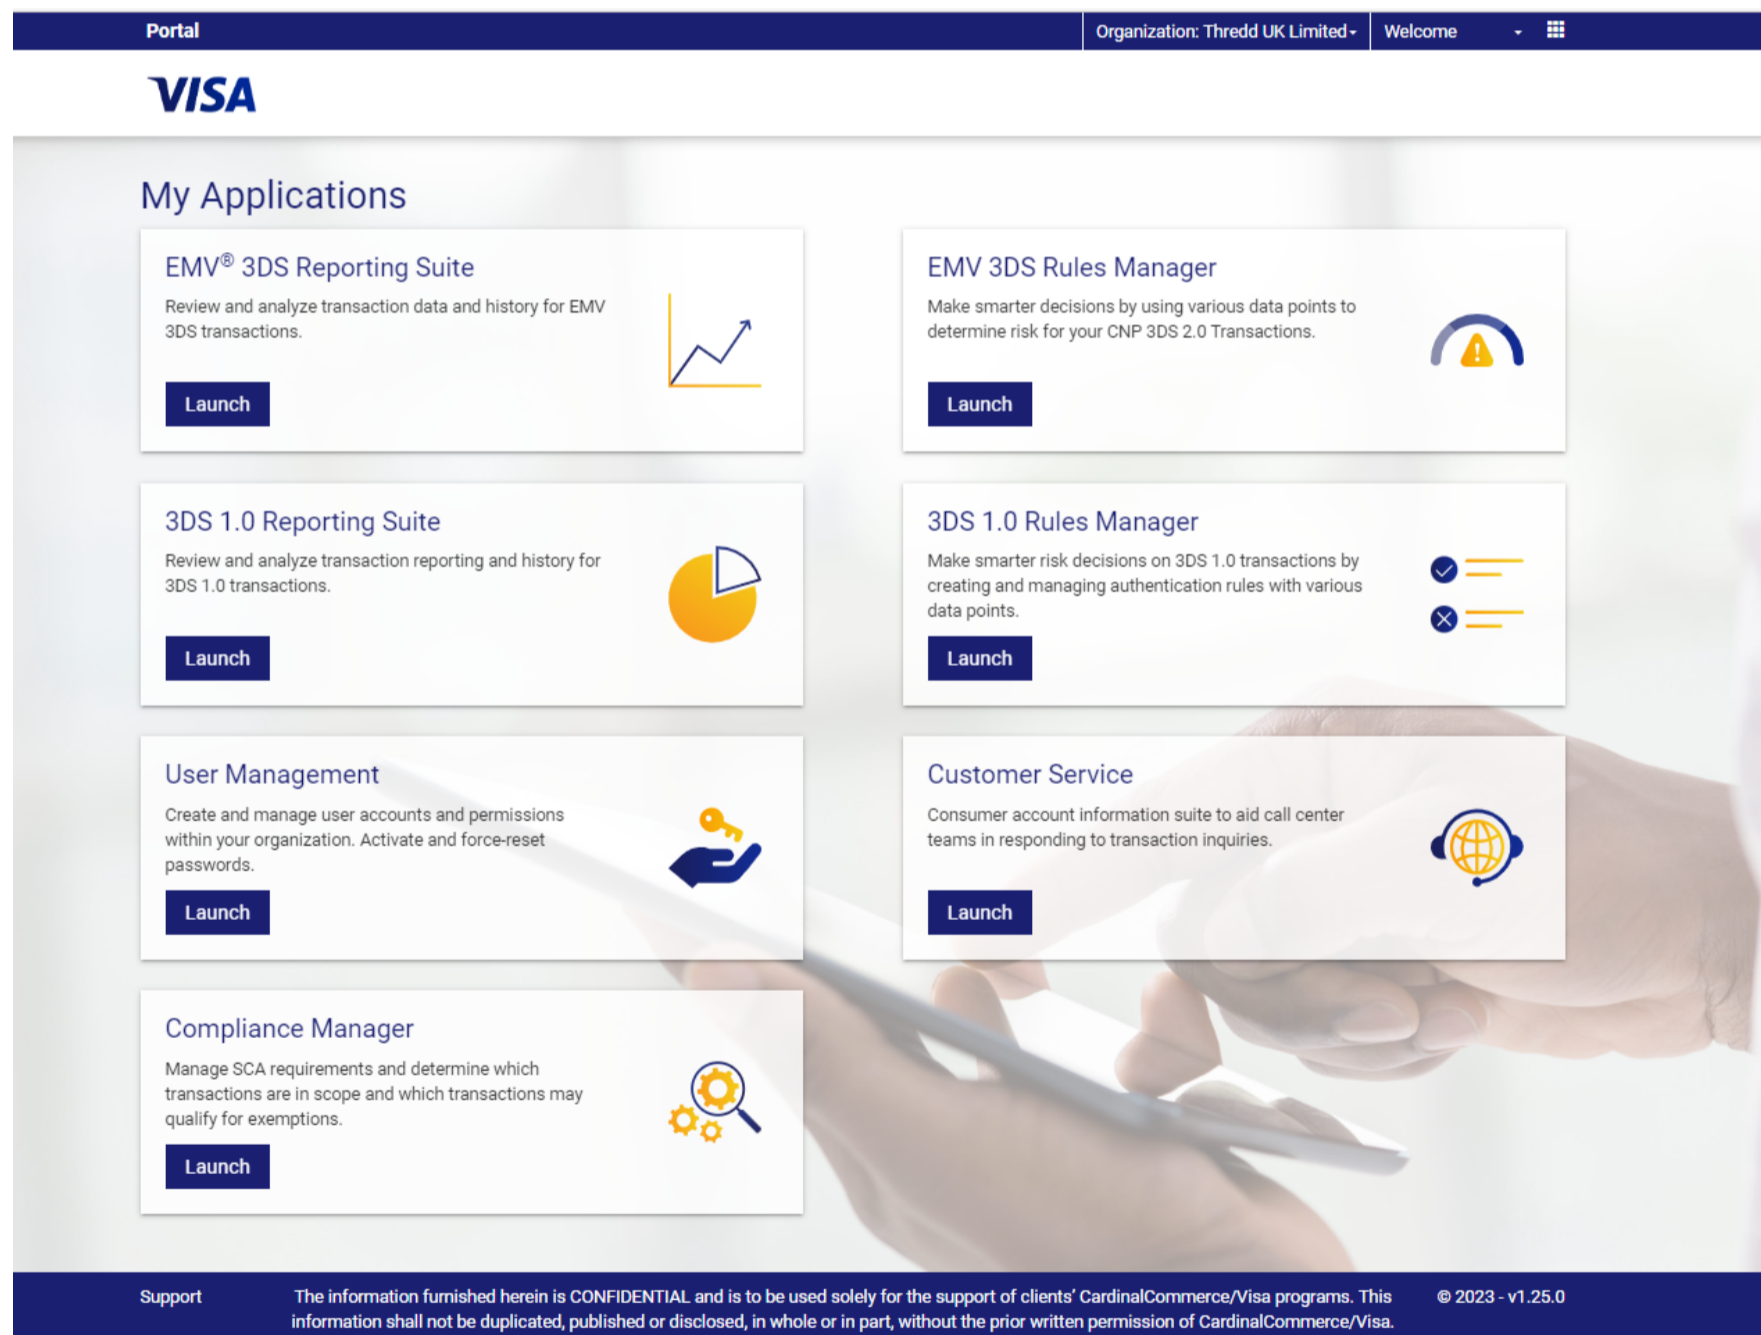 Portal
Organization: Thredd UK Limited
Welcome
VISA
My Applications
EMV® 3DS Reporting Suite
Review and analyze transaction data and history for EMV
3DS transactions.
Launch
EMV 3DS Rules Manager
Make smarter decisions by using various data points to
determine risk for your CNP 3DS 2.0 Transactions.
Launch
3DS 1.0 Reporting Suite
Review and analyze transaction reporting and history for
3DS 1.0 transactions.
Launch
3DS 1.0 Rules Manager
Make smarter risk decisions on 3DS 1.0 transactions by
creating and managing authentication rules with various
data points.
Launch
User Management
Create and manage user accounts and permissions
within your organization. Activate and force-reset
passwords.
Launch
Customer Service
Consumer account information suite to aid call center
teams in responding to transaction inquiries.
Launch
Compliance Manager
Manage SCA requirements and determine which
transactions are in scope and which transactions may
qualify for exemptions.
Launch
Support
The information furnished herein is CONFIDENTIAL and is to be used solely for the support of clients' CardinalCommerce/Visa programs. This
information shall not be duplicated, published or disclosed, in whole or in part, without the prior written permission of CardinalCommerce/Visa.
© 2023 - v1.25.0